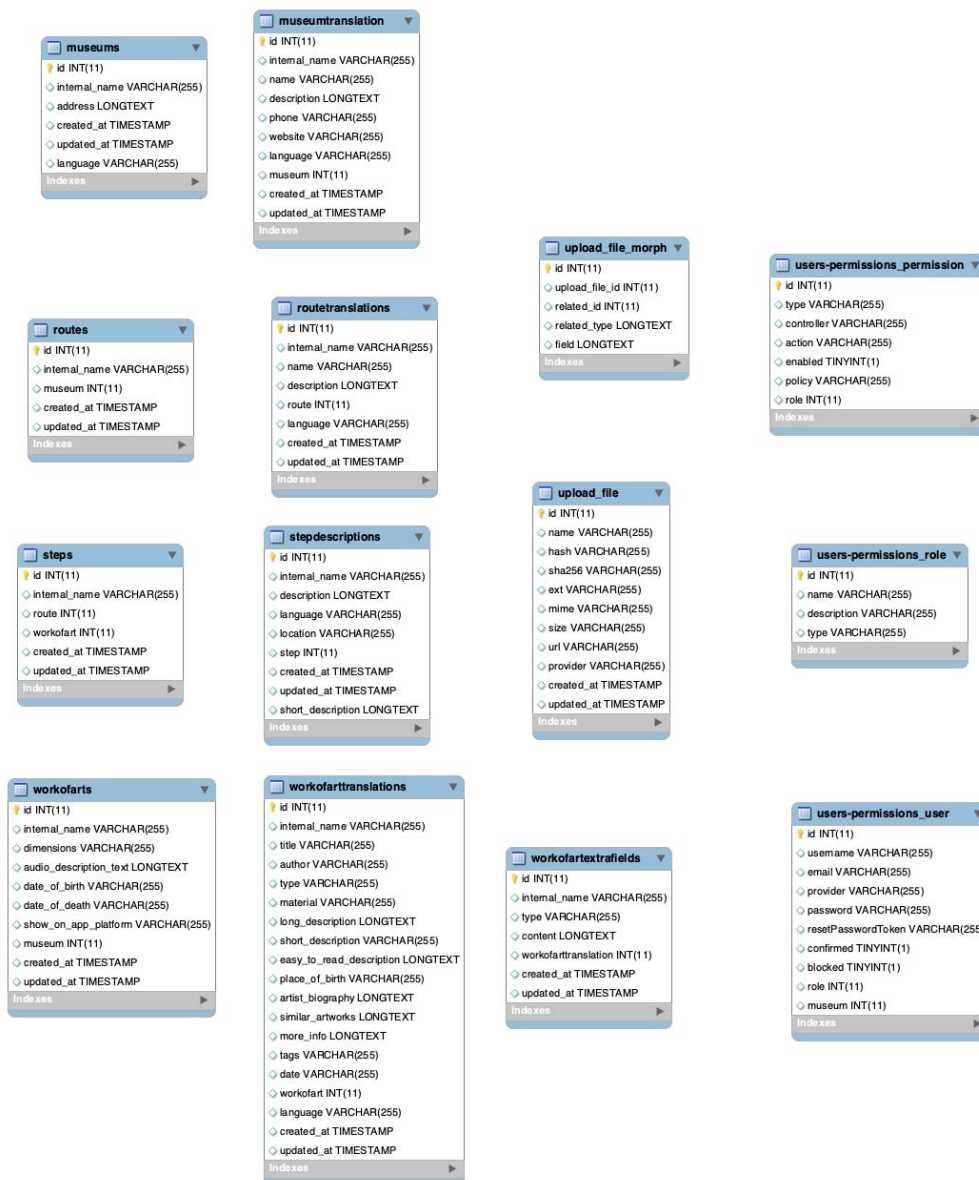 museums
id INT(11)
internal_name VARCHAR(255)
address LONGTEXT
created_at TIMESTAMP
updated_at TIMESTAMP
language VARCHAR(255)
Indexes
museumtranslation
id INT(11)
internal_name VARCHAR(255)
name VARCHAR(255)
description LONGTEXT
phone VARCHAR(255)
website VARCHAR(255)
language VARCHAR(255)
museum INT(11)
created_at TIMESTAMP
updated_at TIMESTAMP
Indexes
upload_file_morph
id INT(11)
upload_file_id INT(11)
related_id INT(11)
related_type LONGTEXT
field LONGTEXT
Indexes
users-permissions_permission
id INT(11)
type VARCHAR(255)
controller VARCHAR(255)
action VARCHAR(255)
enabled TINYINT(1)
policy VARCHAR(255)
role INT(11)
Indexes
routes
id INT(11)
internal_name VARCHAR(255)
museum INT(11)
created_at TIMESTAMP
updated_at TIMESTAMP
Indexes
routetranslations
id INT(11)
internal_name VARCHAR(255)
name VARCHAR(255)
description LONGTEXT
route INT(11)
language VARCHAR(255)
created_at TIMESTAMP
updated_at TIMESTAMP
Indexes
upload_file
id INT(11)
name VARCHAR(255)
hash VARCHAR(255)
sha256 VARCHAR(255)
ext VARCHAR(255)
mime VARCHAR(255)
size VARCHAR(255)
url VARCHAR(255)
provider VARCHAR(255)
created_at TIMESTAMP
updated_at TIMESTAMP
Indexes
users-permissions_role
id INT(11)
name VARCHAR(255)
description VARCHAR(255)
type VARCHAR(255)
Indexes
steps
id INT(11)
internal_name VARCHAR(255)
route INT(11)
workofart INT(11)
created_at TIMESTAMP
updated_at TIMESTAMP
Indexes
stepdescriptions
id INT(11)
internal_name VARCHAR(255)
description LONGTEXT
language VARCHAR(255)
location VARCHAR(255)
step INT(11)
created_at TIMESTAMP
updated_at TIMESTAMP
short_description LONGTEXT
Indexes
workofarts
id INT(11)
internal_name VARCHAR(255)
dimensions VARCHAR(255)
audio_description_text LONGTEXT
date_of_birth VARCHAR(255)
date_of_death VARCHAR(255)
show_on_app_platform VARCHAR(255)
museum INT(11)
created_at TIMESTAMP
updated_at TIMESTAMP
Indexes
workofarttranslations
id INT(11)
internal_name VARCHAR(255)
title VARCHAR(255)
author VARCHAR(255)
type VARCHAR(255)
material VARCHAR(255)
long_description LONGTEXT
short_description VARCHAR(255)
easy_to_read_description LONGTEXT
place_of_birth VARCHAR(255)
artist_biography LONGTEXT
similar_artworks LONGTEXT
more_info LONGTEXT
tags VARCHAR(255)
date VARCHAR(255)
workofart INT(11)
language VARCHAR(255)
created_at TIMESTAMP
updated_at TIMESTAMP
Indexes
workofartextrafields
id INT(11)
internal_name VARCHAR(255)
type VARCHAR(255)
content LONGTEXT
workofarttranslation INT(11)
created_at TIMESTAMP
updated_at TIMESTAMP
Indexes
users-permissions_user
id INT(11)
username VARCHAR(255)
email VARCHAR(255)
provider VARCHAR(255)
password VARCHAR(255)
resetPasswordToken VARCHAR(255
confirmed TINYINT(1)
blocked TINYINT(1)
role INT(11)
museum INT(11)
Indexes